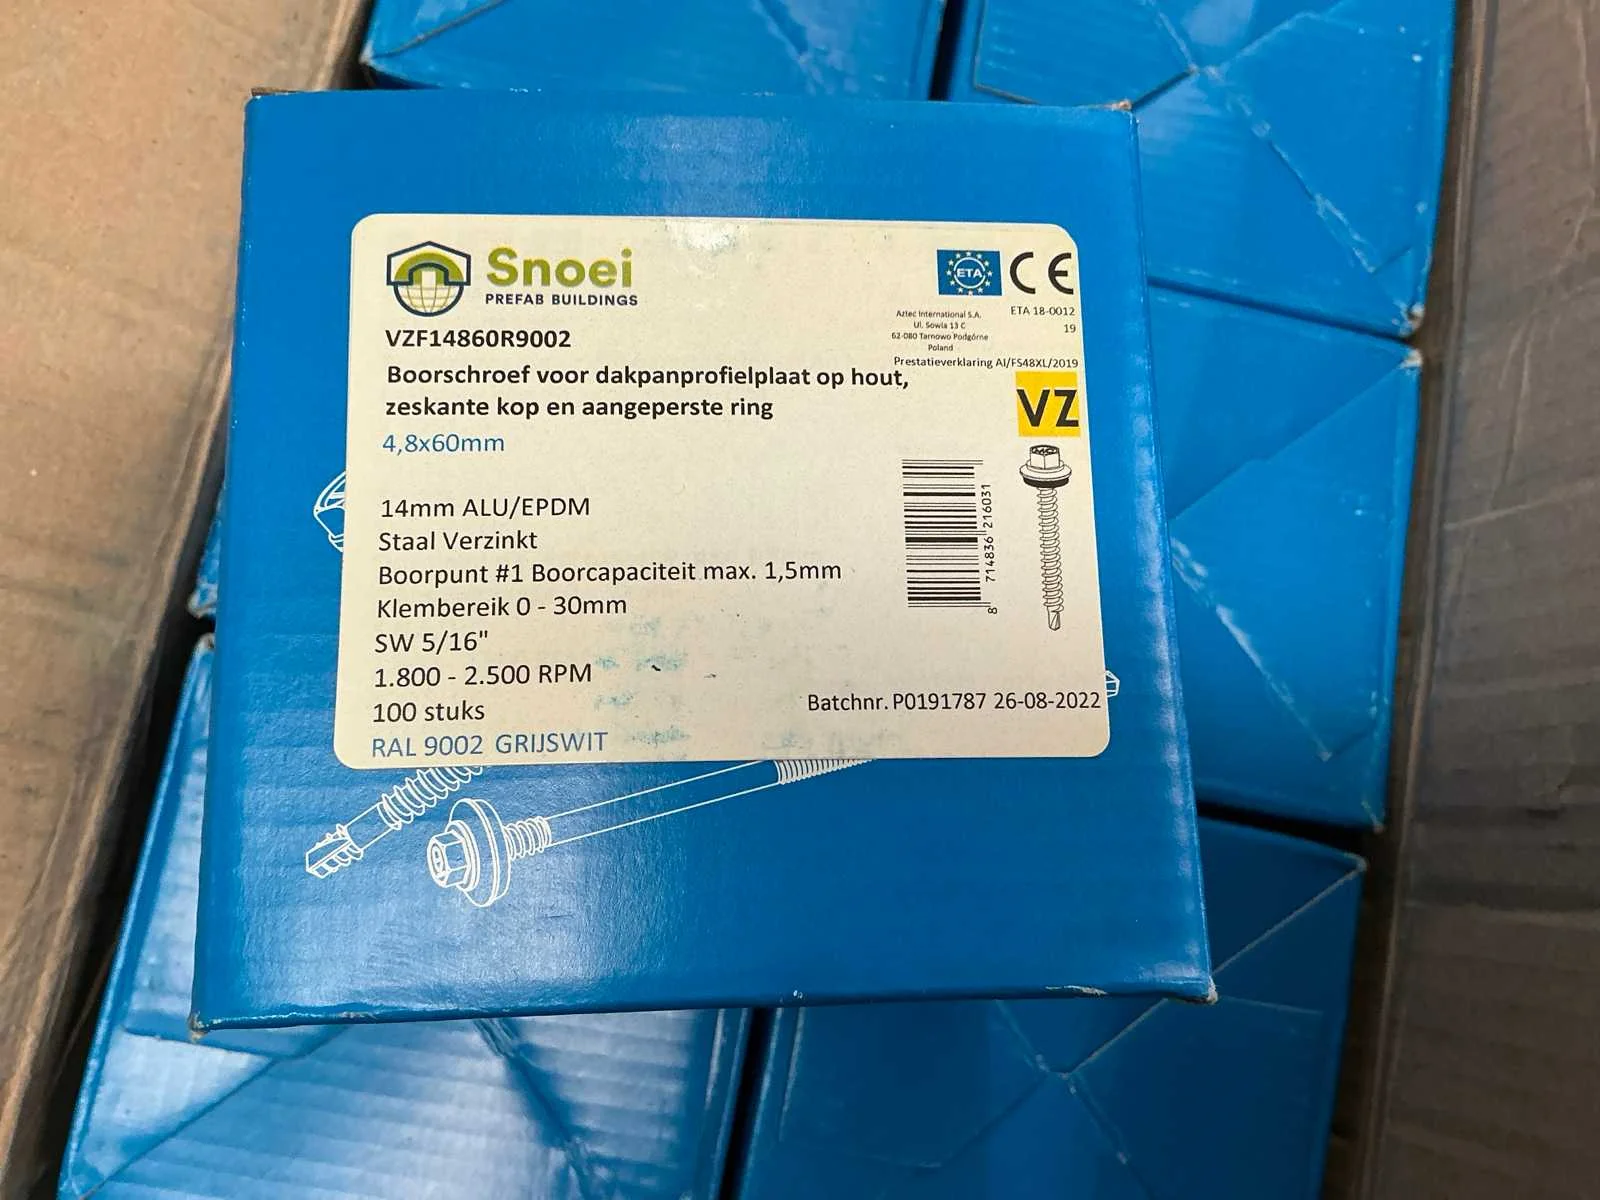 Snoei
PREFAB BUILDINGS
VZF14860R9002
Boorschroef voor dakpanprofielplaat op hout,
zeskante kop en aangeperste ring
4,8x60mm
14mm ALU/EPDM
Staal Verzinkt
Boorpunt #1 Boorcapaciteit max. 1,5mm
Klembereik 0 - 30mm
SW 5/16"
1.800 - 2.500 RPM
100 stuks
RAL 9002 GRIJSWIT
ETA
CE
Aztec International S.A.
Ul. Sowia 13 C
62-080 Tarnowo Podgórne
Poland
ETA 18-0012
19
Prestatieverklaring AI/FS48XL/2019
VZ
8 714836 216031
Batchnr. P0191787 26-08-2022